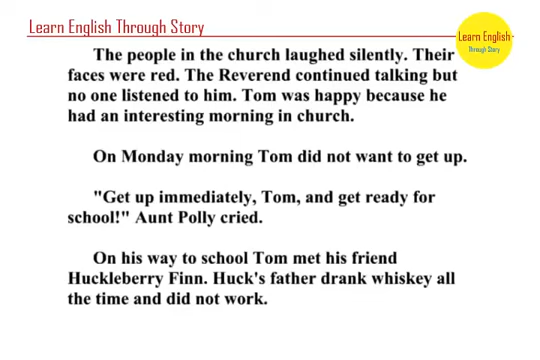 Learn English Through Story
Learn English
Through Story
The people in the church laughed silently. Their
faces were red. The Reverend continued talking but
no one listened to him. Tom was happy because he
had an interesting morning in church.
On Monday morning Tom did not want to get up.
"Get up immediately, Tom, and get ready for
school!" Aunt Polly cried.
On his way to school Tom met his friend
Huckleberry Finn. Huck's father drank whiskey all
the time and did not work.